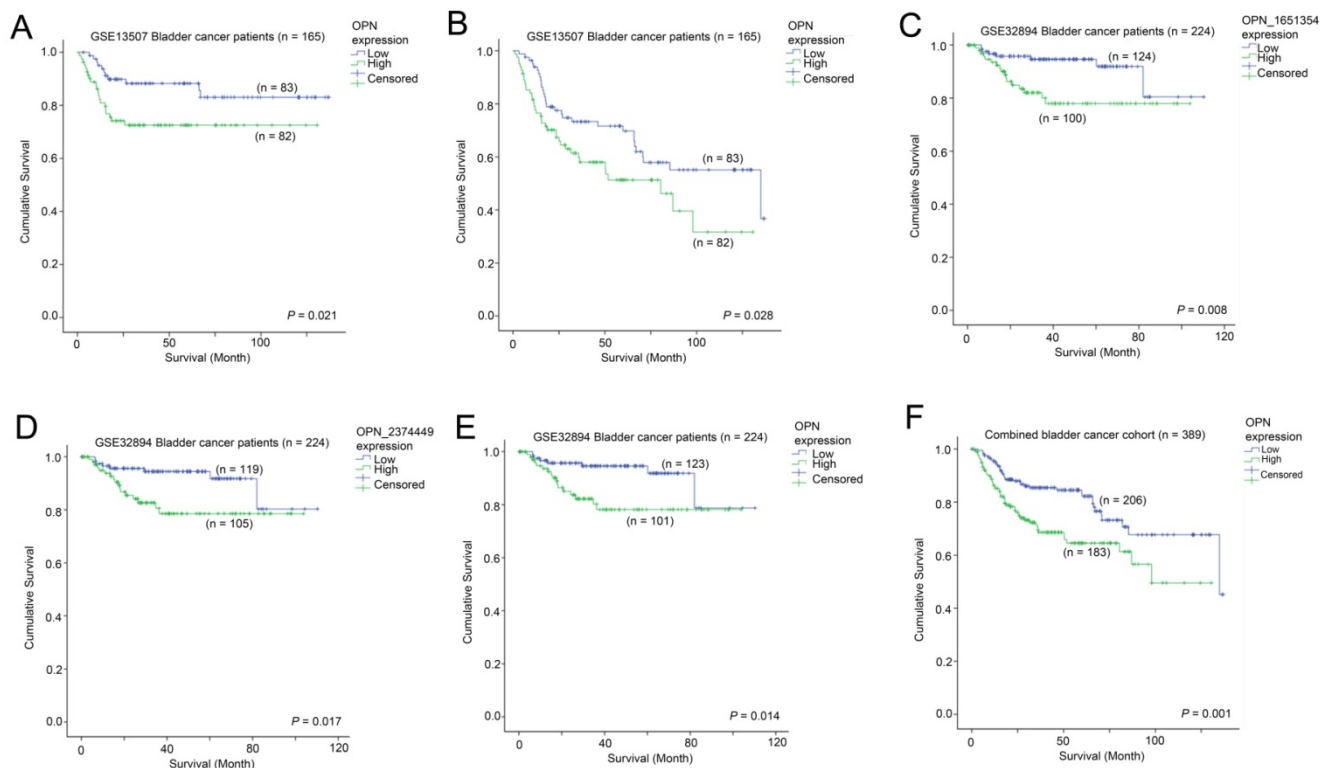 A
GSE13507 Bladder cancer patients (n = 165)
OPN
expression
Low
High
Censored
1.0
0.8
0.6
0.4
0.2
0.0
Cumulative Survival
(n = 83)
(n = 82)
P = 0.021
0
50
100
Survival (Month)
B
GSE13507 Bladder cancer patients (n = 165)
OPN
expression
Low
High
Censored
1.0
0.8
0.6
0.4
0.2
0.0
Cumulative Survival
(n = 83)
(n = 82)
P = 0.028
0
50
100
Survival (Month)
C
GSE32894 Bladder cancer patients (n = 224)
OPN_1651354
expression
Low
High
Censored
1.0
0.8
0.6
0.4
0.2
0.0
Cumulative Survival
(n = 124)
(n = 100)
P = 0.008
0
40
80
120
Survival (Month)
D
GSE32894 Bladder cancer patients (n = 224)
OPN_2374449
expression
Low
High
Censored
1.0
0.8
0.6
0.4
0.2
0.0
Cumulative Survival
(n = 119)
(n = 105)
P = 0.017
0
40
80
120
Survival (Month)
E
GSE32894 Bladder cancer patients (n = 224)
OPN
expression
Low
High
Censored
1.0
0.8
0.6
0.4
0.2
0.0
Cumulative Survival
(n = 123)
(n = 101)
P = 0.014
0
40
80
120
Survival (Month)
F
Combined bladder cancer cohort (n = 389)
OPN
expression
Low
High
Censored
1.0
0.8
0.6
0.4
0.2
0.0
Cumulative Survival
(n = 206)
(n = 183)
P = 0.001
0
50
100
Survival (Month)